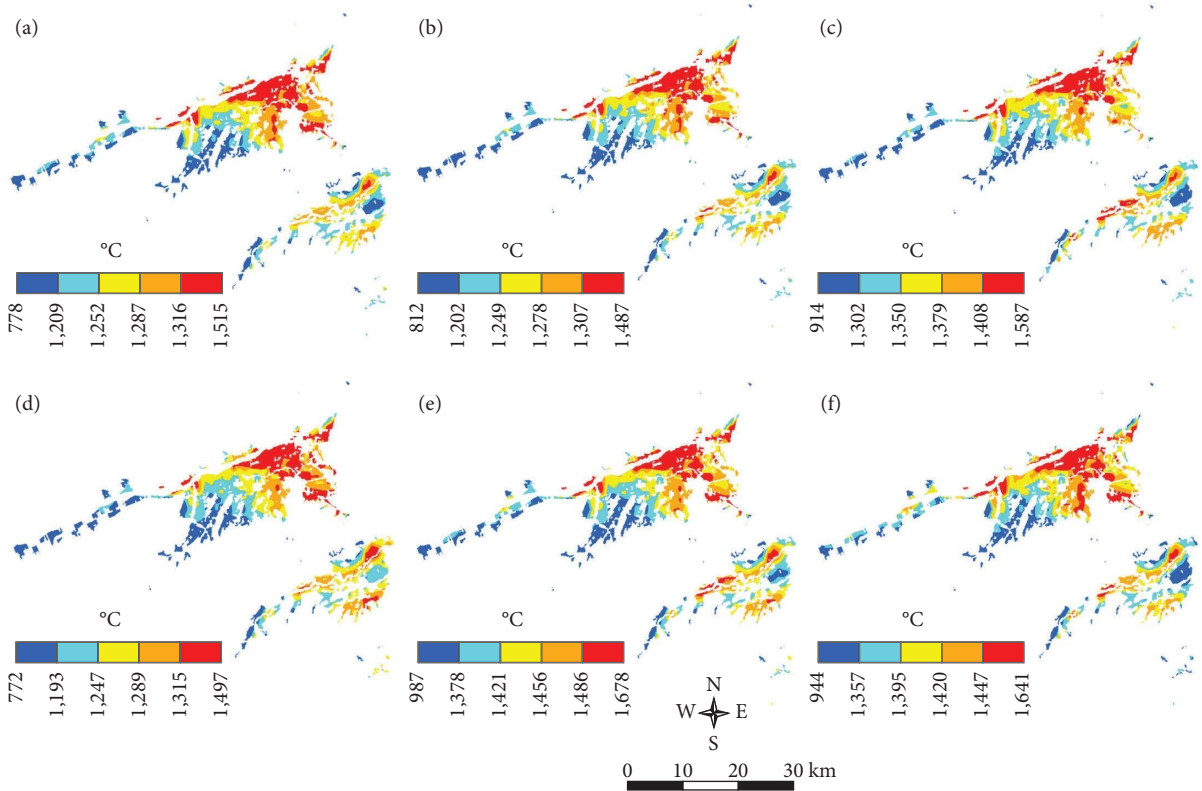 (a)
(b)
(c)
°C
°C
°C
778
1,209
1,252
1,287
1,316
1,515
812
1,202
1,249
1,278
1,307
1,487
914
1,302
1,350
1,379
1,408
1,587
(d)
(e)
(f)
°C
°C
°C
772
1,193
1,247
1,289
1,315
1,497
987
1,378
1,421
1,456
1,486
1,678
944
1,357
1,395
1,420
1,447
1,641
N
W E
S
0 10 20 30 km